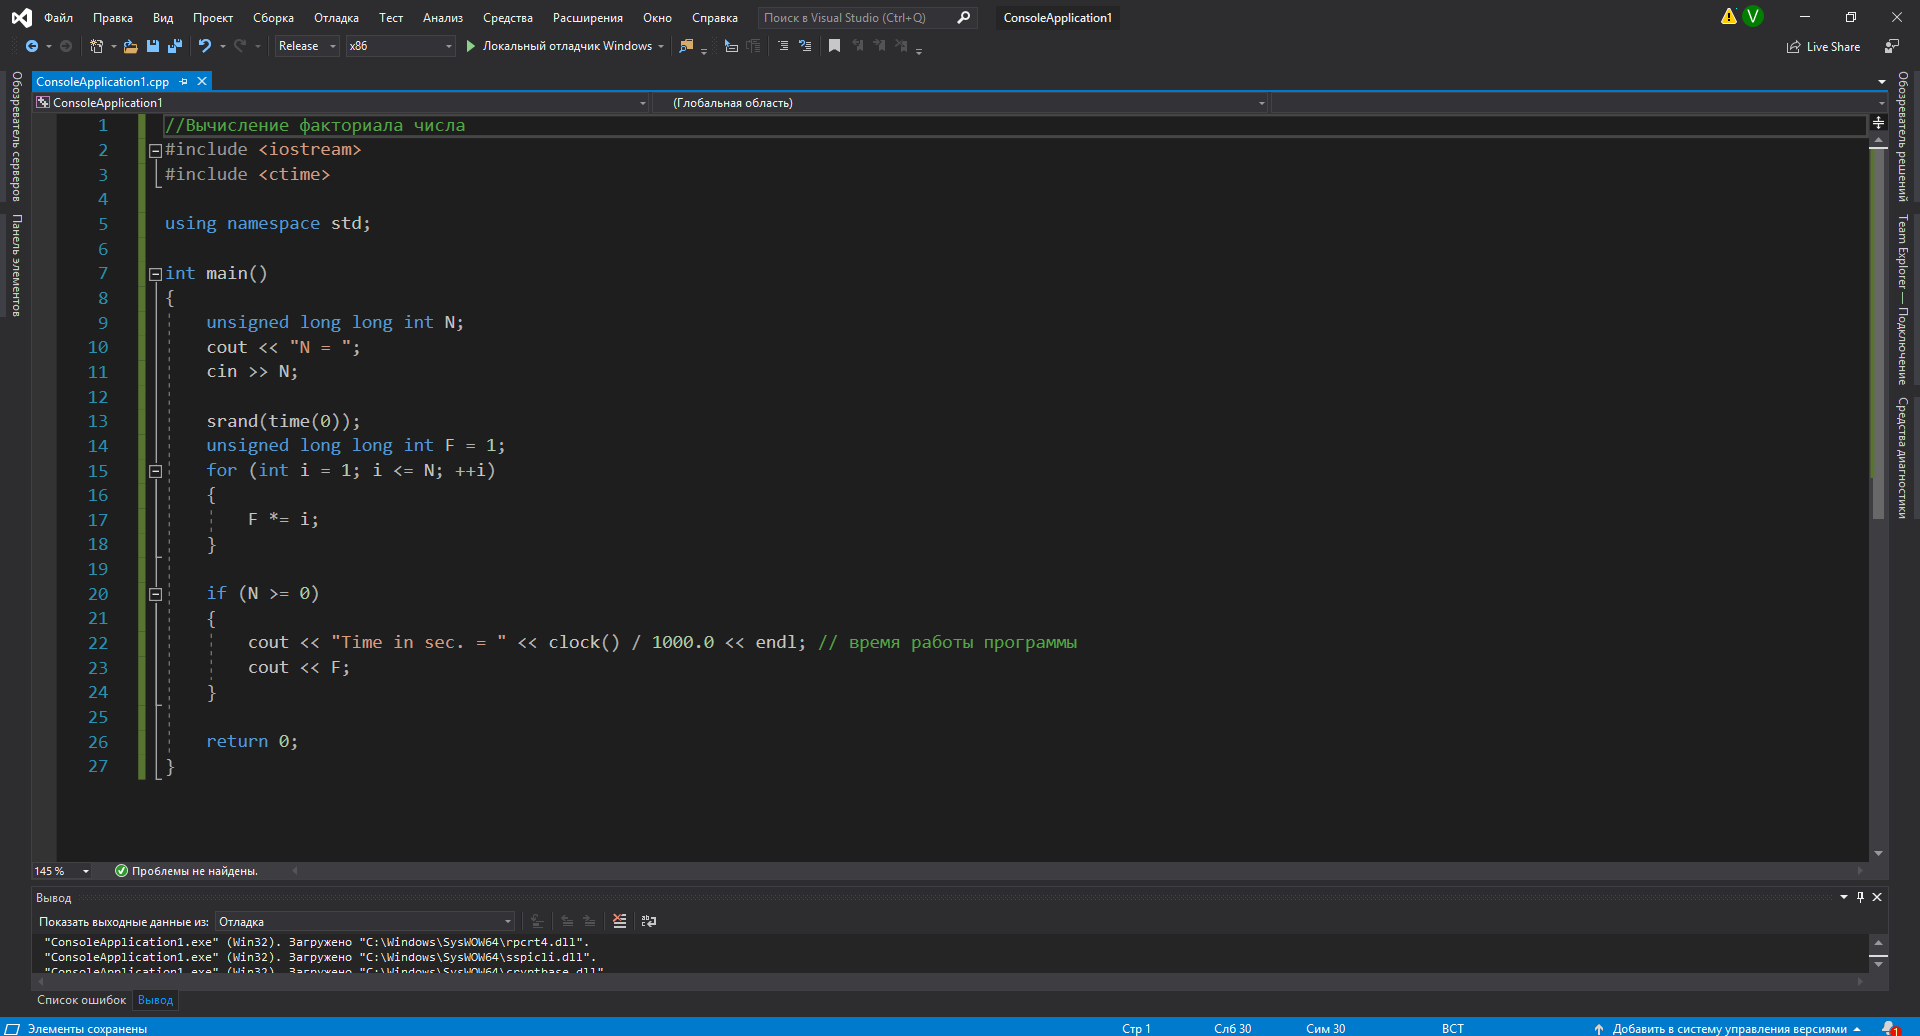 Файл Правка Вид Проект Сборка Отладка Тест Анализ Средства Расширения Окно Справка Поиск в Visual Studio (Ctrl+Q) ConsoleApplication1 V
Release x86 Локальный отладчик Windows Live Share
ConsoleApplication1.cpp
ConsoleApplication1 (Глобальная область)
Обозреватель серверов
Панель элементов
1 //Вычисление факториала числа
2 #include <iostream>
3 #include <ctime>
4
5 using namespace std;
6
7 int main()
8 {
9 unsigned long long int N;
10 cout << "N = ";
11 cin >> N;
12
13 srand(time(0));
14 unsigned long long int F = 1;
15 for (int i = 1; i <= N; ++i)
16 {
17 F *= i;
18 }
19
20 if (N >= 0)
21 {
22 cout << "Time in sec. = " << clock() / 1000.0 << endl; // время работы программы
23 cout << F;
24 }
25
26 return 0;
27 }
Обозреватель решений
Team Explorer — Подключение
Средства диагностики
145 % Проблемы не найдены.
Вывод
Показать выходные данные из: Отладка
"ConsoleApplication1.exe" (Win32). Загружено "C:\Windows\SysWOW64\rpcrt4.dll".
"ConsoleApplication1.exe" (Win32). Загружено "C:\Windows\SysWOW64\sspicli.dll".
"ConsoleApplication1.exe" (Win32). Загружено "C:\Windows\SysWOW64\cryptbase.dll"
Список ошибок Вывод
Элементы сохранены Стр 1 Слб 30 Сим 30 ВСТ Добавить в систему управления версиями 1